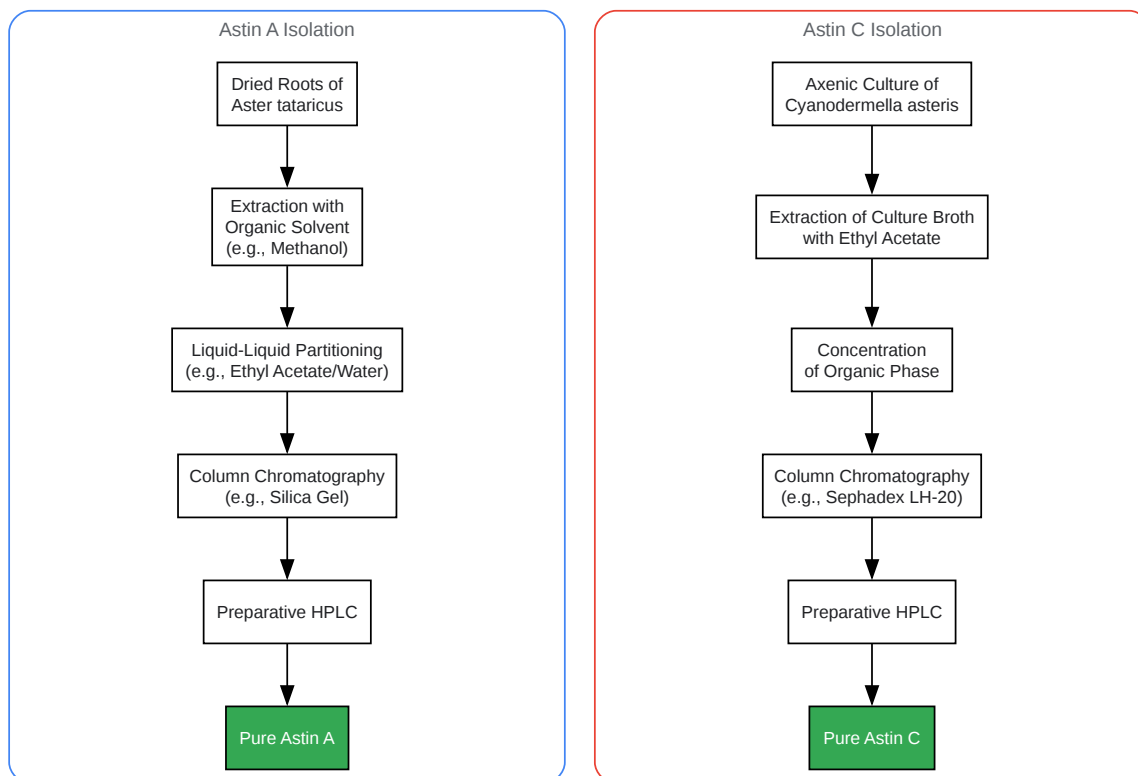 Astin A Isolation
Dried Roots of
Aster tataricus
Extraction with
Organic Solvent
(e.g., Methanol)
Liquid-Liquid Partitioning
(e.g., Ethyl Acetate/Water)
Column Chromatography
(e.g., Silica Gel)
Preparative HPLC
Pure Astin A
Astin C Isolation
Axenic Culture of
Cyanodermella asteris
Extraction of Culture Broth
with Ethyl Acetate
Concentration
of Organic Phase
Column Chromatography
(e.g., Sephadex LH-20)
Preparative HPLC
Pure Astin C